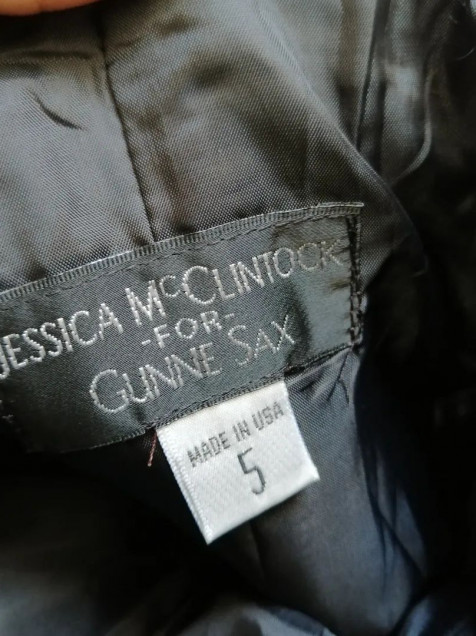 JESSICA McCLINTOCK
-FOR-
GUNNE SAX
MADE IN USA
5